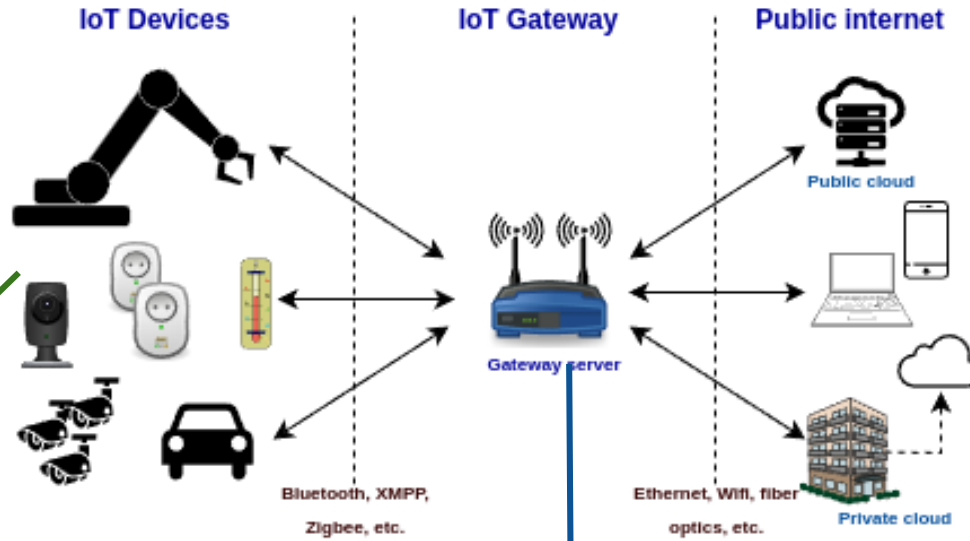 IoT Devices
IoT Gateway
Public internet
Public cloud
Gateway server
Bluetooth, XMPP,
Zigbee, etc.
Ethernet, Wifi, fiber
optics, etc.
Private cloud